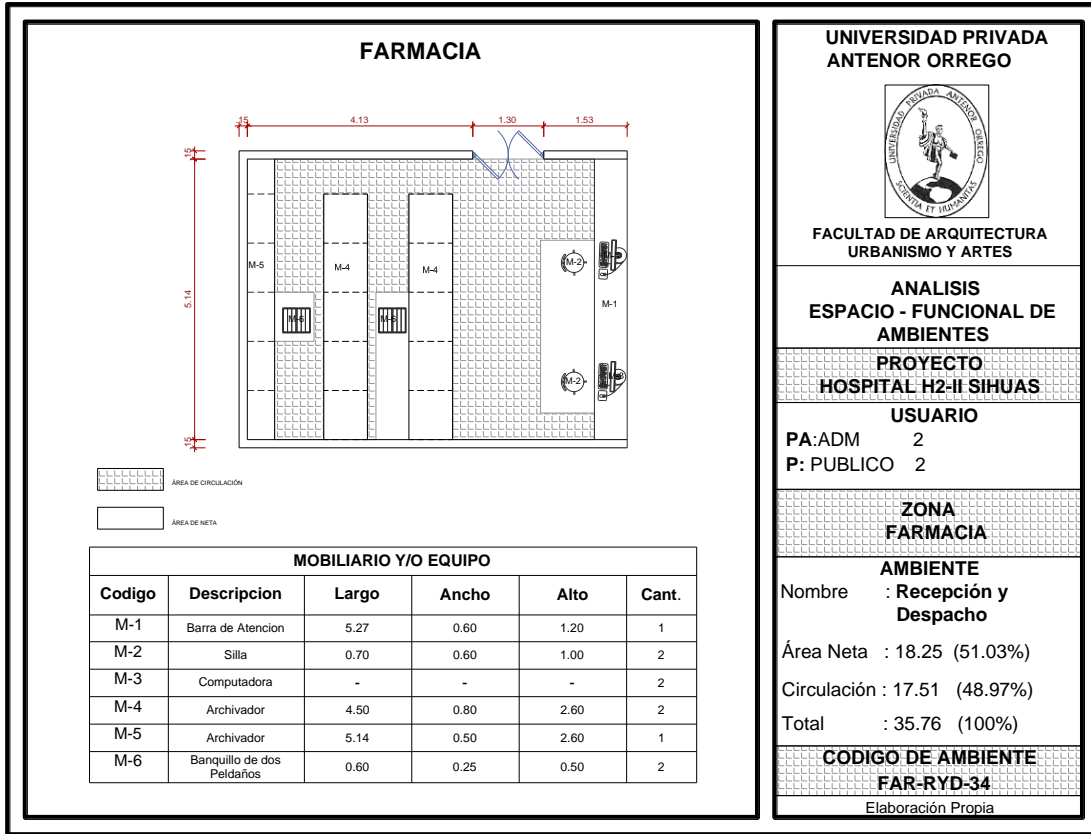 FARMACIA
15
4.13
1.30
1.53
15
5.14
15
M-5
M-4
M-4
M-6
M-6
M-2
M-1
M-2
ÁREA DE CIRCULACIÓN
ÁREA DE NETA
MOBILIARIO Y/O EQUIPO
Codigo Descripcion Largo Ancho Alto Cant.
M-1 Barra de Atencion 5.27 0.60 1.20 1
M-2 Silla 0.70 0.60 1.00 2
M-3 Computadora - - - 2
M-4 Archivador 4.50 0.80 2.60 2
M-5 Archivador 5.14 0.50 2.60 1
M-6 Banquillo de dos Peldaños 0.60 0.25 0.50 2
UNIVERSIDAD PRIVADA
ANTENOR ORREGO
UNIVERSIDAD PRIVADA ANTENOR ORREGO
SCIENTIA ET HUMANITAS
FACULTAD DE ARQUITECTURA
URBANISMO Y ARTES
ANALISIS
ESPACIO - FUNCIONAL DE
AMBIENTES
PROYECTO
HOSPITAL H2-II SIHUAS
USUARIO
PA:ADM 2
P: PUBLICO 2
ZONA
FARMACIA
AMBIENTE
Nombre : Recepción y
Despacho
Área Neta : 18.25 (51.03%)
Circulación : 17.51 (48.97%)
Total : 35.76 (100%)
CODIGO DE AMBIENTE
FAR-RYD-34
Elaboración Propia